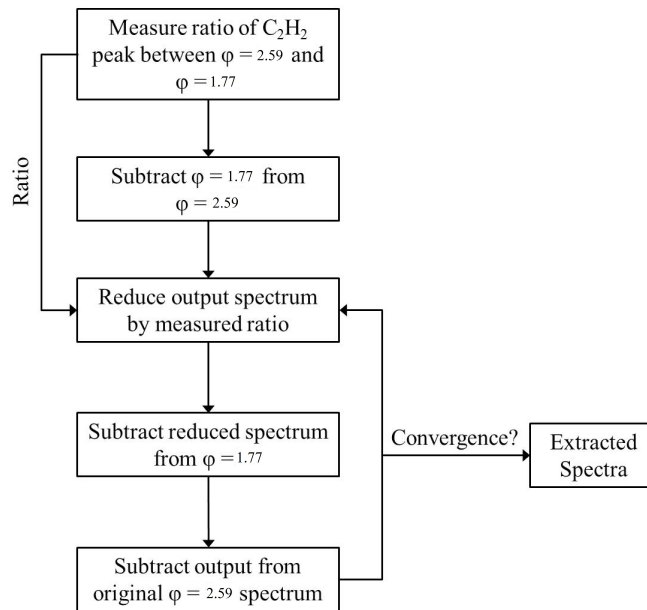 Measure ratio of C₂H₂
peak between φ = 2.59 and
φ = 1.77
Ratio
Subtract φ = 1.77 from
φ = 2.59
Reduce output spectrum
by measured ratio
Subtract reduced spectrum
from φ = 1.77
Convergence?
Extracted
Spectra
Subtract output from
original φ = 2.59 spectrum